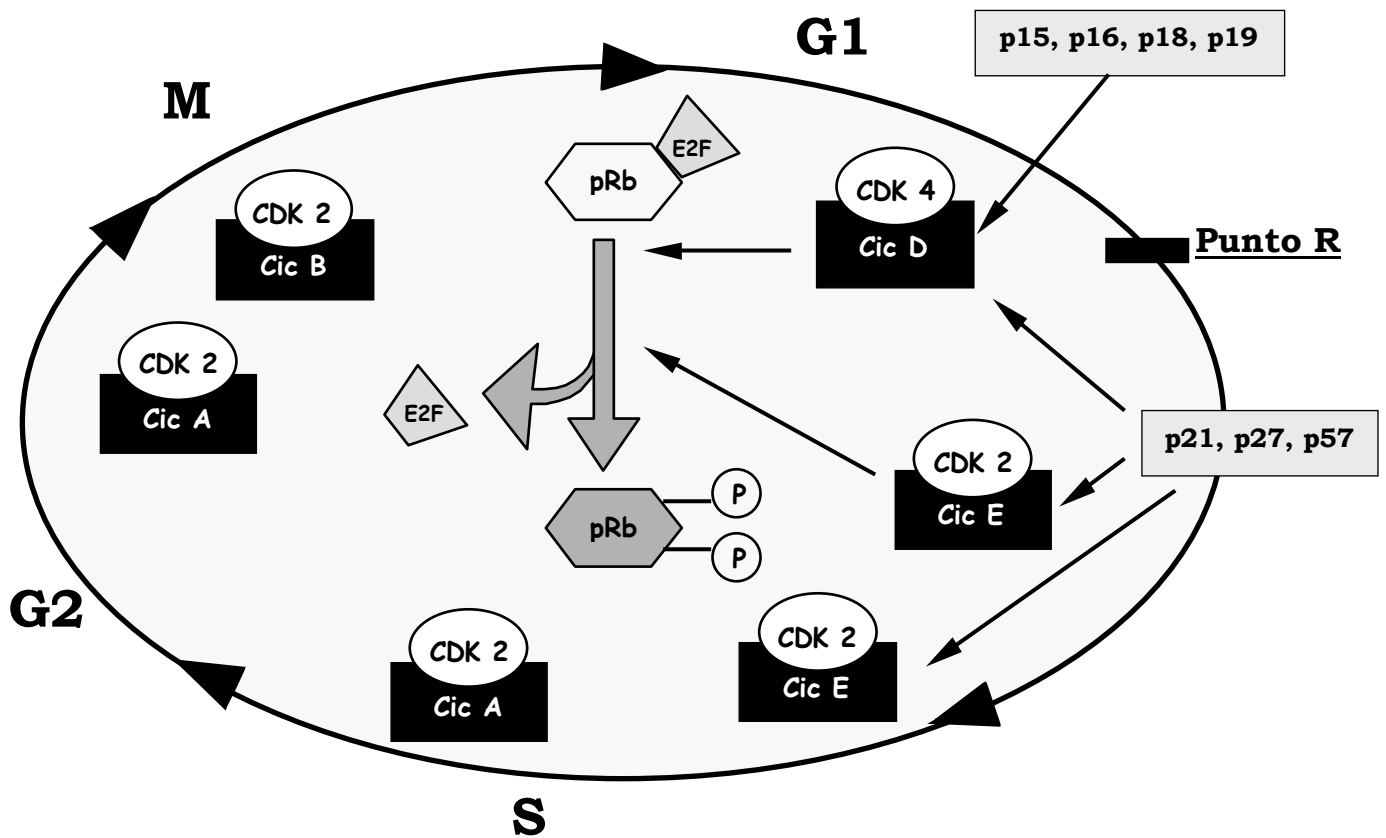 G1
p15, p16, p18, p19
M
E2F
pRb
CDK 4
Cic D
CDK 2
Cic B
Punto R
CDK 2
Cic A
E2F
p21, p27, p57
CDK 2
Cic E
pRb
P
P
G2
CDK 2
Cic A
CDK 2
Cic E
S